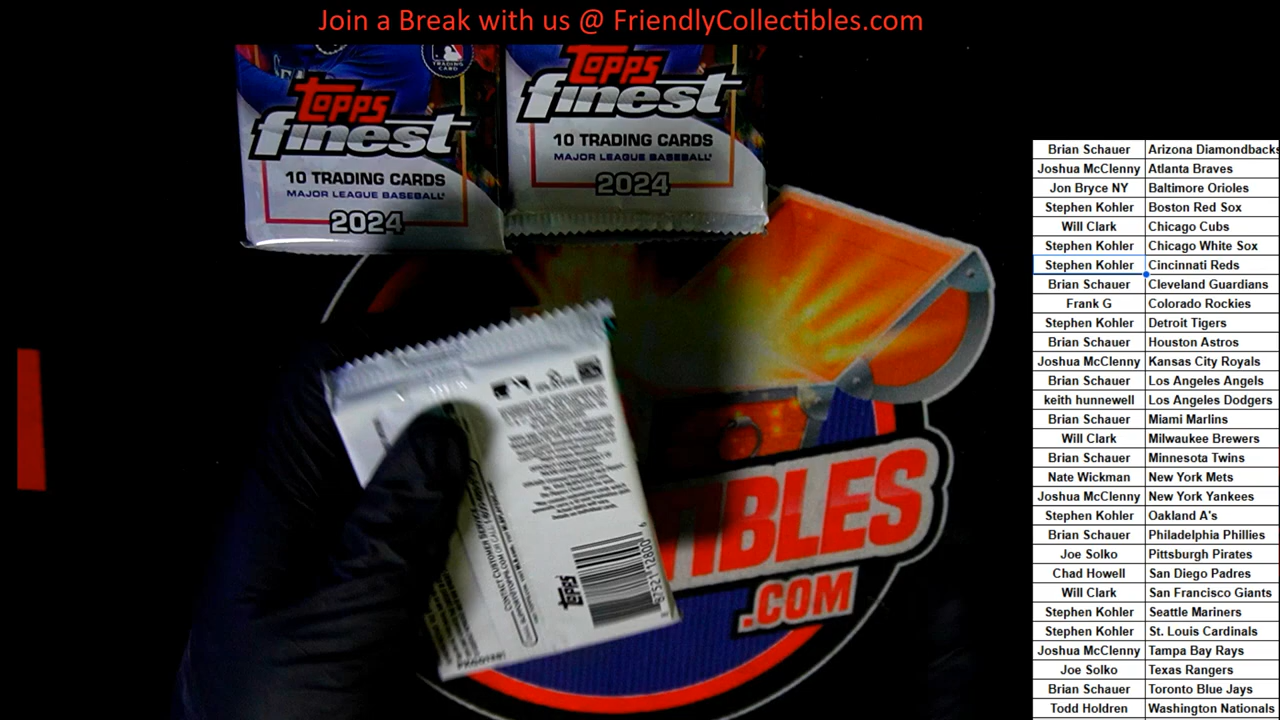 Join a Break with us @ FriendlyCollectibles.com
TOPPS
finest
10 TRADING CARDS
MAJOR LEAGUE BASEBALL
2024
TOPPS
finest
10 TRADING CARDS
MAJOR LEAGUE BASEBALL
2024
TOPPS
TIBLES
.COM
Brian Schauer Arizona Diamondbacks
Joshua McClenny Atlanta Braves
Jon Bryce NY Baltimore Orioles
Stephen Kohler Boston Red Sox
Will Clark Chicago Cubs
Stephen Kohler Chicago White Sox
Stephen Kohler Cincinnati Reds
Brian Schauer Cleveland Guardians
Frank G Colorado Rockies
Stephen Kohler Detroit Tigers
Brian Schauer Houston Astros
Joshua McClenny Kansas City Royals
Brian Schauer Los Angeles Angels
keith hunnewell Los Angeles Dodgers
Brian Schauer Miami Marlins
Will Clark Milwaukee Brewers
Brian Schauer Minnesota Twins
Nate Wickman New York Mets
Joshua McClenny New York Yankees
Stephen Kohler Oakland A's
Brian Schauer Philadelphia Phillies
Joe Solko Pittsburgh Pirates
Chad Howell San Diego Padres
Will Clark San Francisco Giants
Stephen Kohler Seattle Mariners
Stephen Kohler St. Louis Cardinals
Joshua McClenny Tampa Bay Rays
Joe Solko Texas Rangers
Brian Schauer Toronto Blue Jays
Todd Holdren Washington Nationals